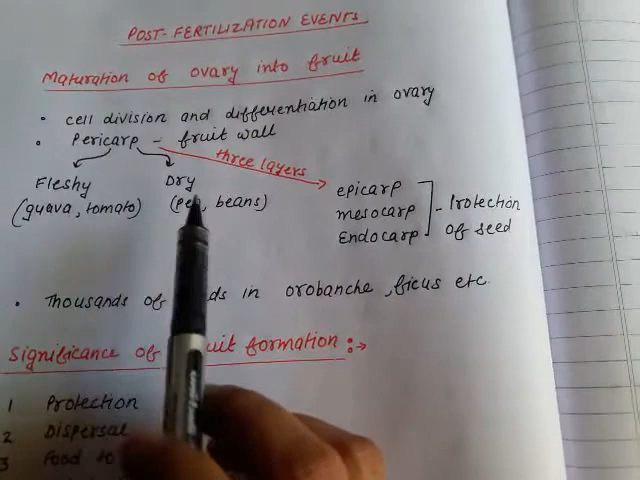 POST-FERTILIZATION EVENTS
Maturation of ovary into fruit
• cell division and differentiation in ovary
• Pericarp - fruit wall
three layers
Fleshy Dry
(guava, tomato) (pea, beans)
epicarp
mesocarp
Endocarp
- Protection of seed
• Thousands of in orobanche, ficus etc.
Significance of formation :→
1 Protection
2 Dispersal
3 Food to